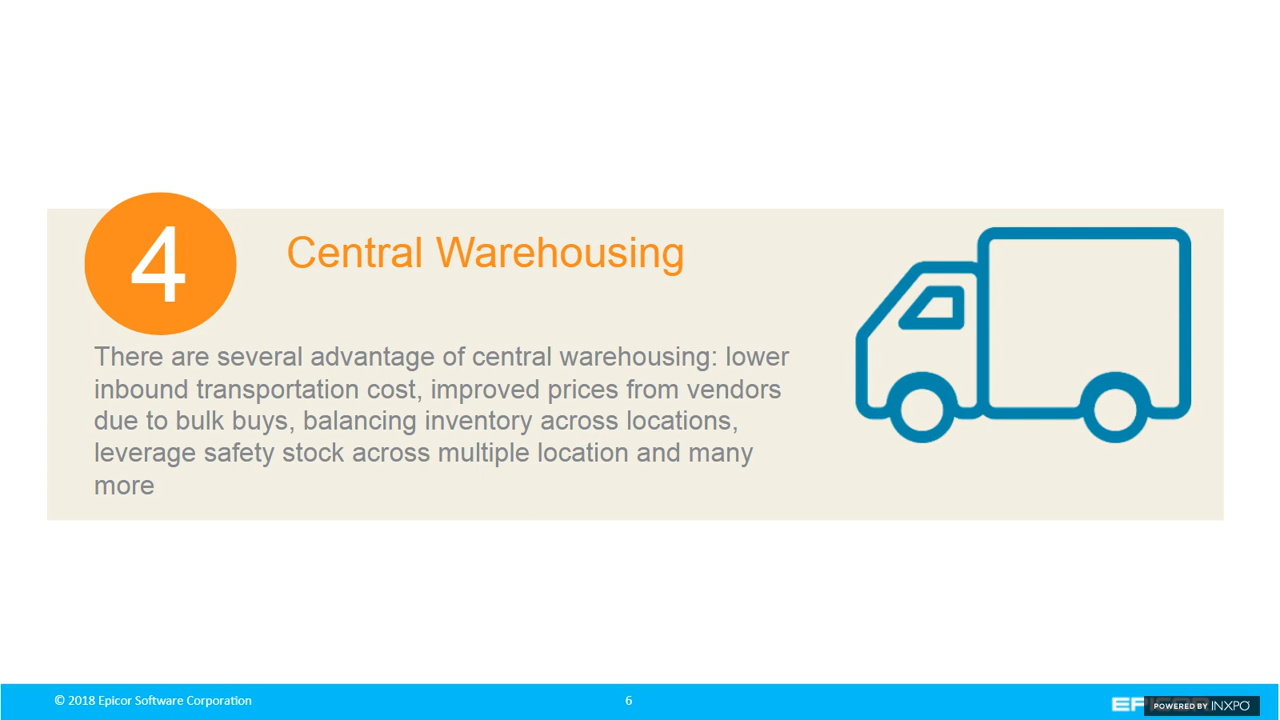 4
Central Warehousing
There are several advantage of central warehousing: lower
inbound transportation cost, improved prices from vendors
due to bulk buys, balancing inventory across locations,
leverage safety stock across multiple location and many
more
© 2018 Epicor Software Corporation
6
POWERED BY INXPO